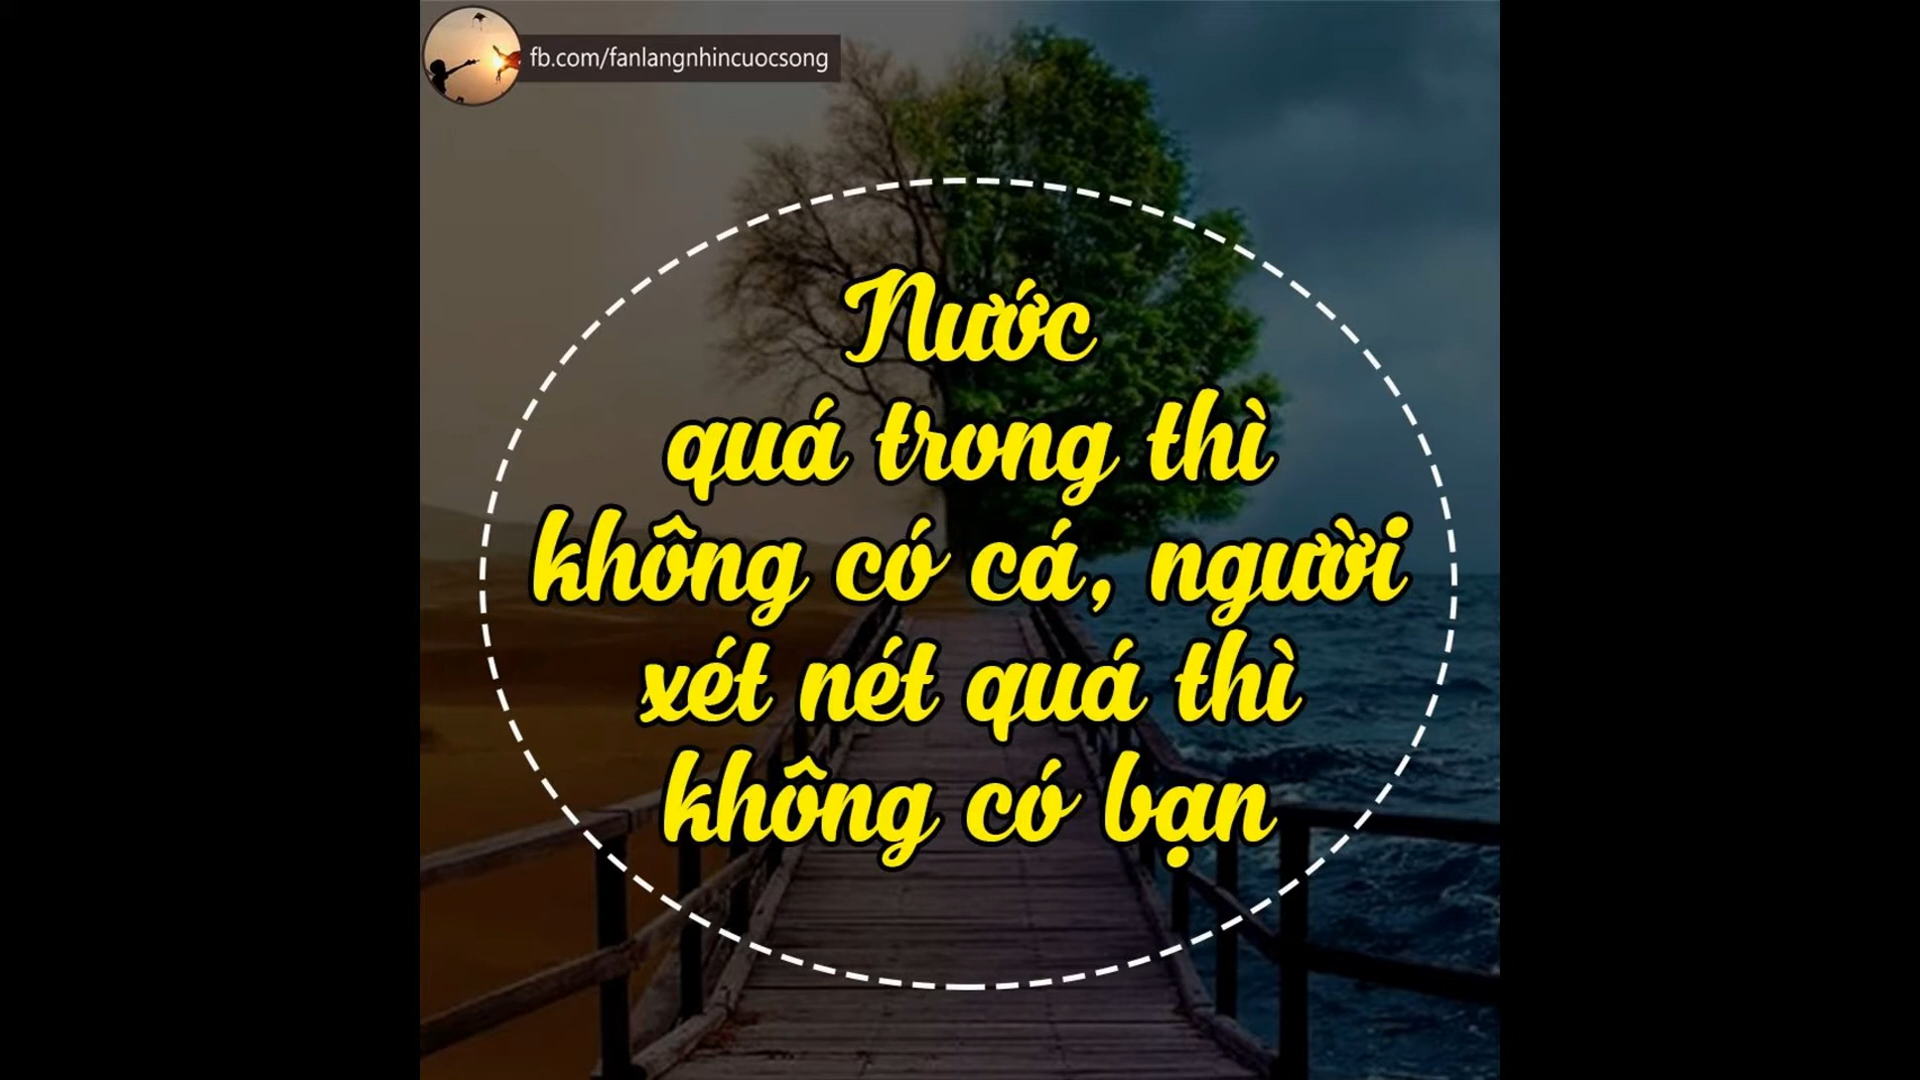 fb.com/fanlangnhincuocsong
Nước
quá trong thì
không có cá, người
xét nét quá thì
không có bạn